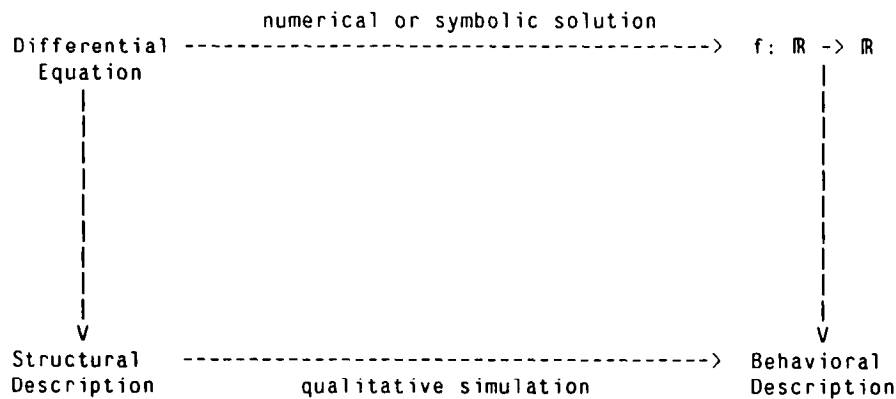 numerical or symbolic solution
Differential ----------------------------------> f: ℝ -> ℝ
Equation
Structural ----------------------------------> Behavioral
Description qualitative simulation Description